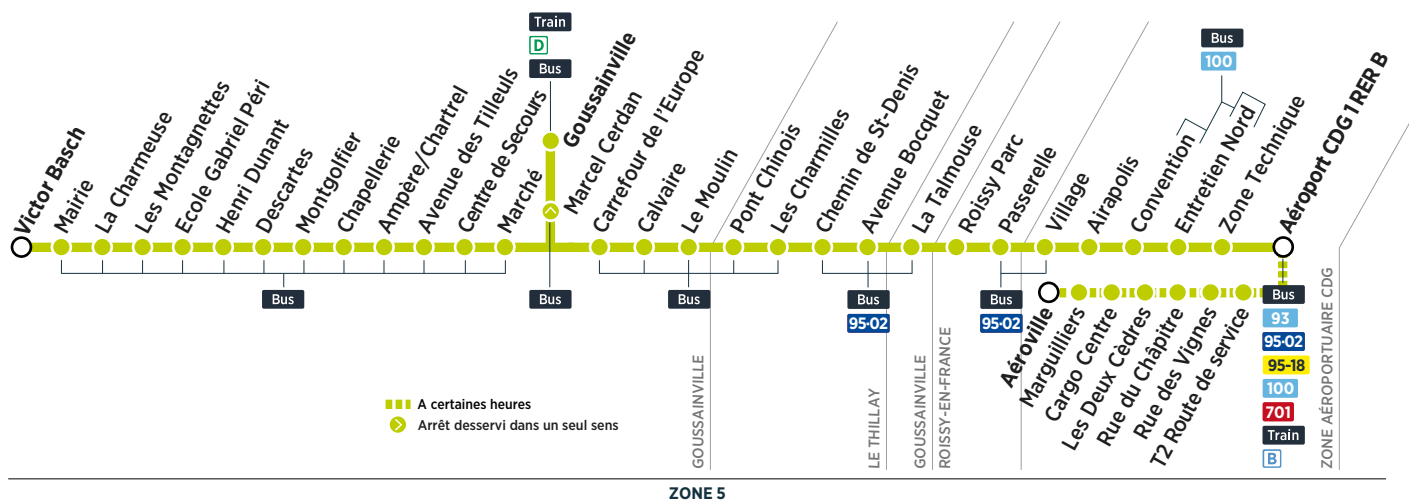 Train
D
Bus
Bus
100
Victor Basch
Mairie
La Charmeuse
Les Montagnettes
Ecole Gabriel Péri
Henri Dunant
Descartes
Montgolfier
Chapellerie
Ampère/Chartrel
Avenue des Tilleuls
Centre de Secours
Marché
Goussainville
Marcel Cerdan
Carrefour de l'Europe
Calvaire
Le Moulin
Pont Chinois
Les Charmilles
Chemin de St-Denis
Avenue Bocquet
La Talmouse
Roissy Parc
Passerelle
Village
Airapolis
Convention
Entretien Nord
Zone Technique
Aéroport CDG 1 RER B
Bus
Bus
Bus
Bus
95·02
Bus
95·02
Aéroville
Marguilliers
Cargo Centre
Les Deux Cèdres
Rue du Châpitre
Rue des Vignes
T2 Route de service
Bus
93
95·02
95-18
100
701
Train
B
A certaines heures
Arrêt desservi dans un seul sens
GOUSSAINVILLE
LE THILLAY
GOUSSAINVILLE
ROISSY-EN-FRANCE
ZONE AÉROPORTUAIRE CDG
ZONE 5